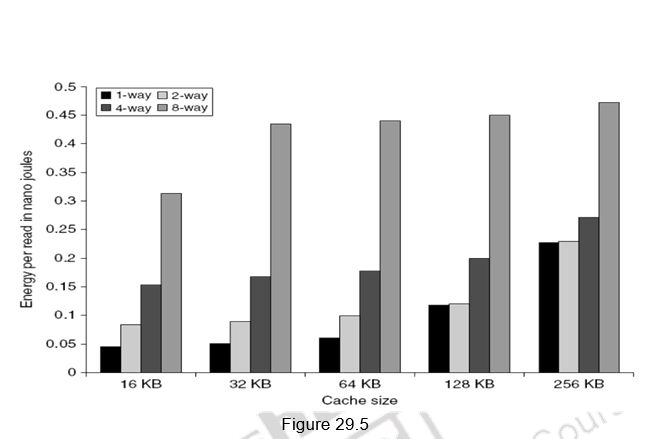 0.5
0.45
0.4
0.35
0.3
0.25
0.2
0.15
0.1
0.05
0
Energy per read in nano joules
1-way 2-way
4-way 8-way
16 KB 32 KB 64 KB 128 KB 256 KB
Cache size
Figure 29.5